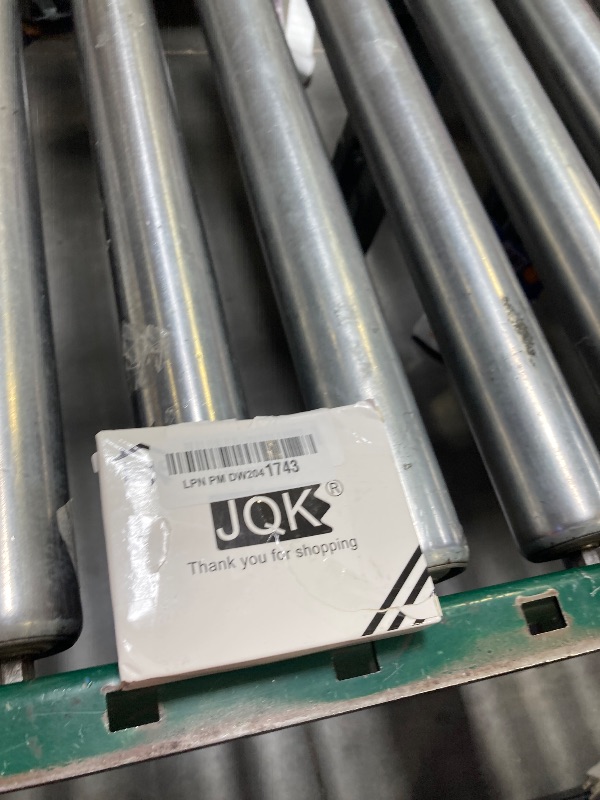 LPN PM DW2041743
JQK®
Thank you for shopping